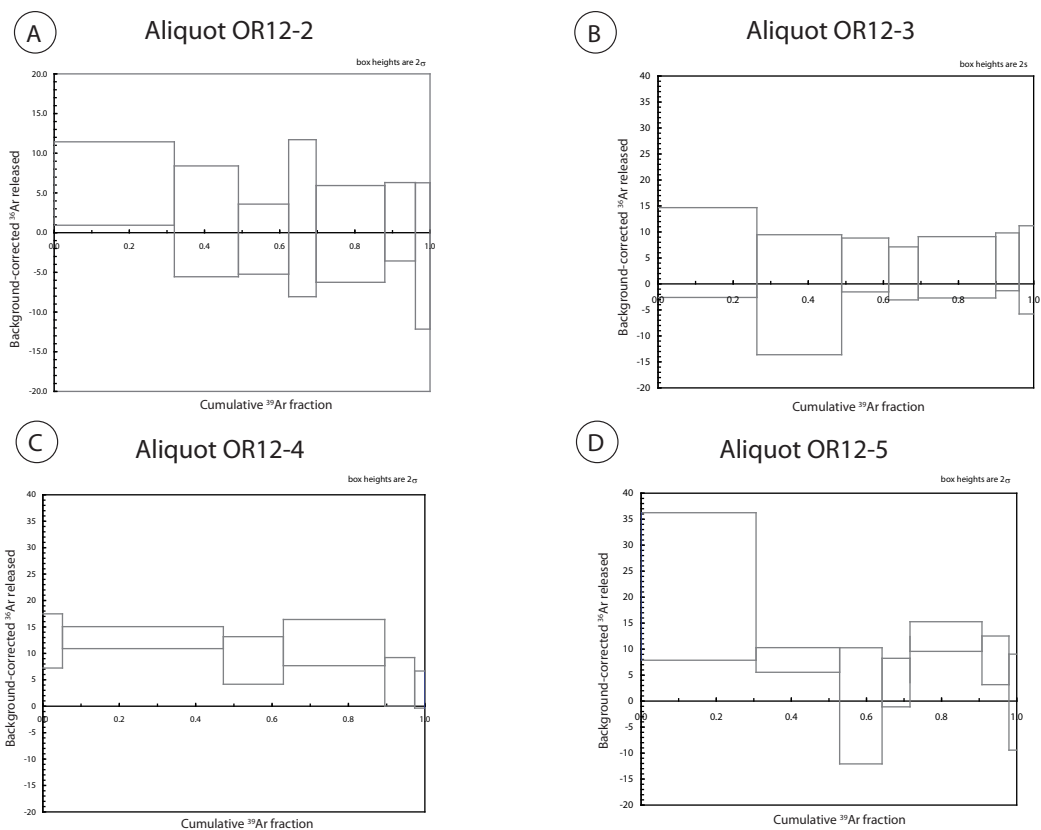 A
Aliquot OR12-2
box heights are 2σ
20.0
15.0
10.0
5.0
0.0
-5.0
-10.0
-15.0
-20.0
0.0 0.2 0.4 0.6 0.8 1.0
Background-corrected ³⁶Ar released
Cumulative ³⁹Ar fraction
B
Aliquot OR12-3
box heights are 2s
40
35
30
25
20
15
10
5
0
-5
-10
-15
-20
0.0 0.2 0.4 0.6 0.8 1.0
Background-corrected ³⁶Ar released
Cumulative ³⁹Ar fraction
C
Aliquot OR12-4
box heights are 2σ
40
35
30
25
20
15
10
5
0
-5
-10
-15
-20
0.0 0.2 0.4 0.6 0.8 1.0
Background-corrected ³⁶Ar released
Cumulative ³⁹Ar fraction
D
Aliquot OR12-5
box heights are 2σ
40
35
30
25
20
15
10
5
0
-5
-10
-15
-20
0.0 0.2 0.4 0.6 0.8 1.0
Background-corrected ³⁶Ar released
Cumulative ³⁹Ar fraction